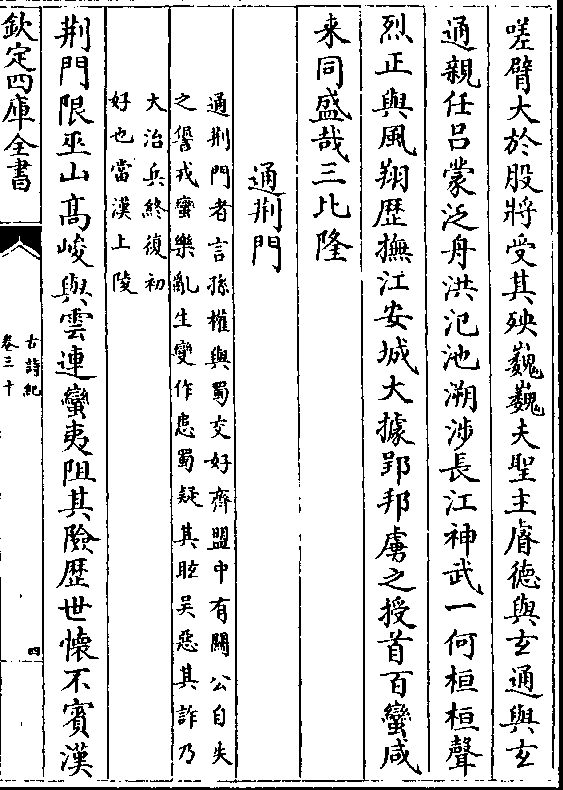 嗟臂大於股將受其殃巍巍夫聖主睿德與玄通與玄
通親任呂蒙泛舟洪氾池溯涉長江神武一何桓桓聲
烈正與風翔歴撫江安城大據郢邦虜之授首百蠻咸
来同盛哉三比隆
通荆門
通荆門者言孫權與蜀交好齊盟中有關公自失
之愆戎蠻樂亂生變作患蜀疑其眩吳惡其詐乃
大治兵終復初
好也當漢上陵
荆門限巫山高峻與雲連蠻夷阻其險歴世懐不賓漢
欽定四庫全書
古詩紀
卷三十
四